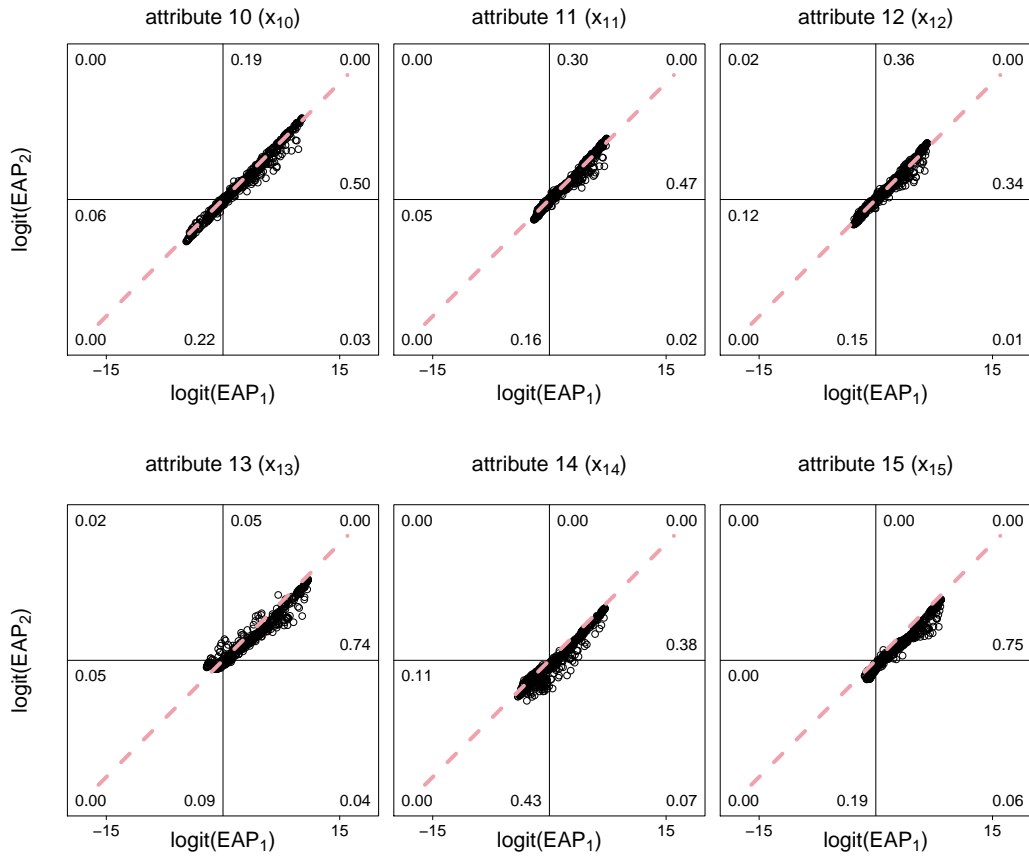 attribute 10 (x₁₀) attribute 11 (x₁₁) attribute 12 (x₁₂)
0.00 0.19 0.00 0.00 0.30 0.00 0.02 0.36 0.00
logit(EAP₂)
0.50 0.47 0.34
0.06 0.05 0.12
0.00 0.22 0.03 0.00 0.16 0.02 0.00 0.15 0.01
−15 15 −15 15 −15 15
logit(EAP₁) logit(EAP₁) logit(EAP₁)
attribute 13 (x₁₃) attribute 14 (x₁₄) attribute 15 (x₁₅)
0.02 0.05 0.00 0.00 0.00 0.00 0.00 0.00 0.00
logit(EAP₂)
0.74 0.38 0.75
0.05 0.11 0.00
0.00 0.09 0.04 0.00 0.43 0.07 0.00 0.19 0.06
−15 15 −15 15 −15 15
logit(EAP₁) logit(EAP₁) logit(EAP₁)